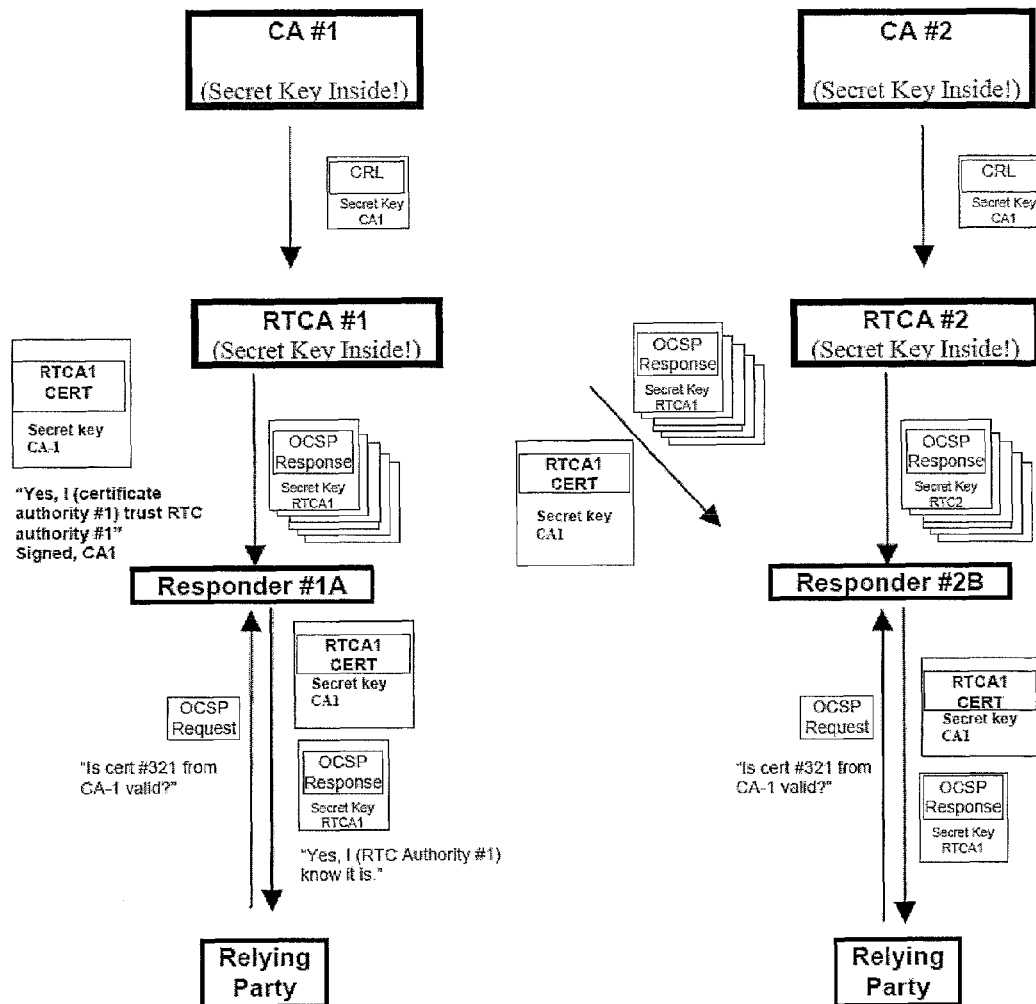 CA #1
(Secret Key Inside!)
CA #2
(Secret Key Inside!)
CRL
Secret Key
CA1
CRL
Secret Key
CA1
RTCA #1
(Secret Key Inside!)
RTCA #2
(Secret Key Inside!)
RTCA1
CERT
Secret key
CA-1
"Yes, I (certificate
authority #1) trust RTC
authority #1"
Signed, CA1
OCSP
Response
Secret Key
RTCA1
OCSP
Response
Secret Key
RTCA1
RTCA1
CERT
Secret key
CA1
OCSP
Response
Secret Key
RTC2
Responder #1A
Responder #2B
OCSP
Request
"Is cert #321 from
CA-1 valid?"
RTCA1
CERT
Secret key
CA1
OCSP
Response
Secret Key
RTCA1
"Yes, I (RTC Authority #1)
know it is."
OCSP
Request
"Is cert #321 from
CA-1 valid?"
RTCA1
CERT
Secret key
CA1
OCSP
Response
Secret Key
RTCA1
Relying
Party
Relying
Party